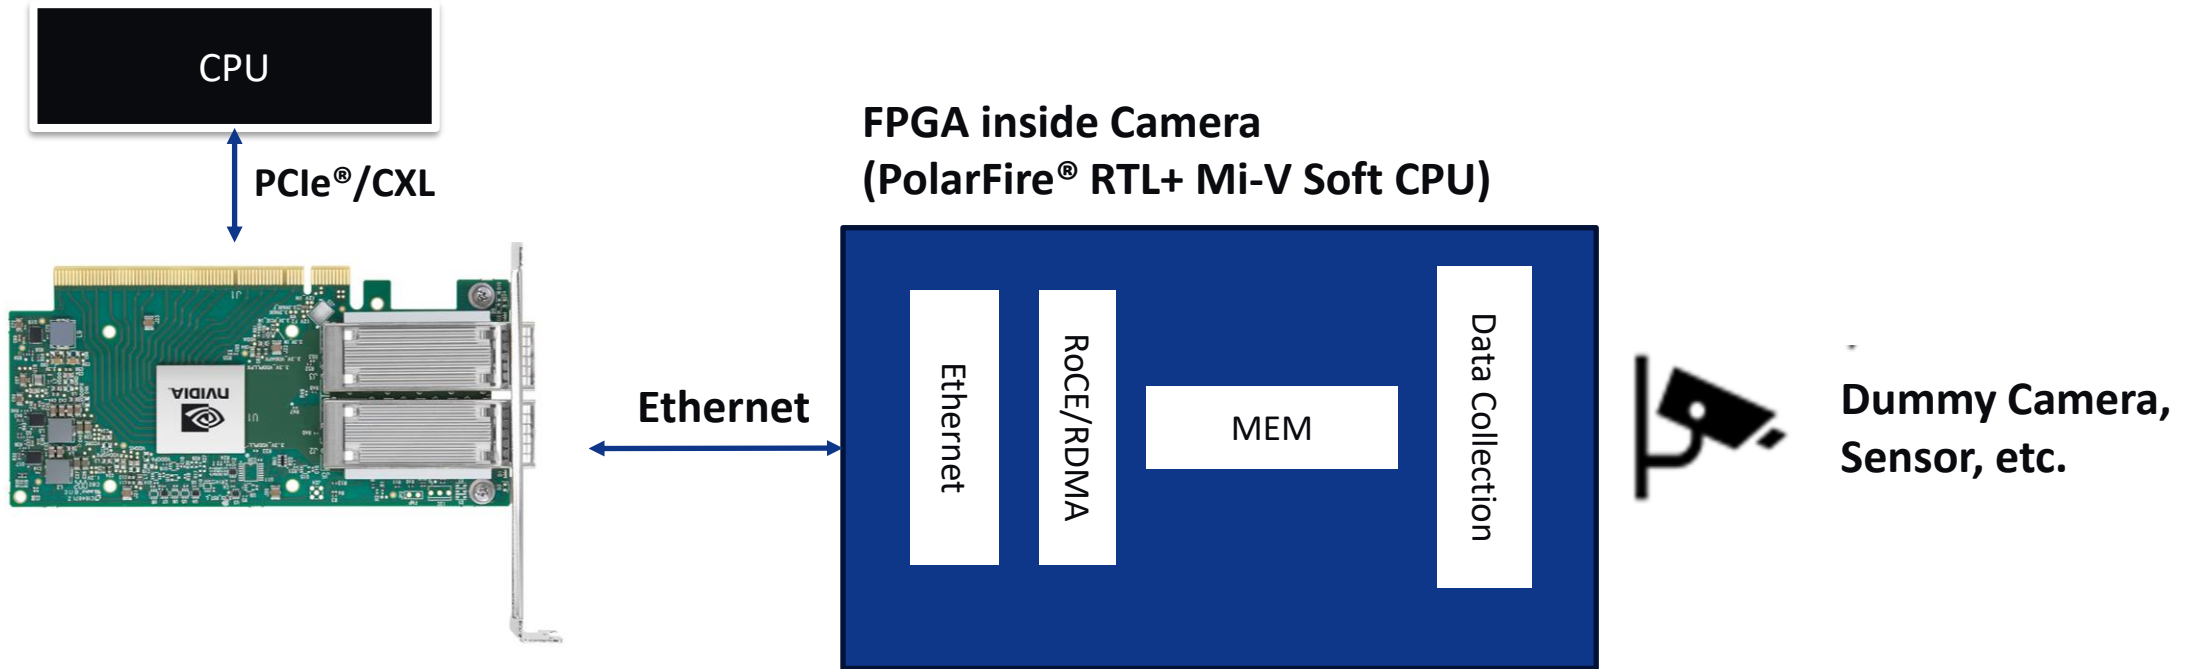 CPU
PCIe®/CXL
FPGA inside Camera
(PolarFire® RTL+ Mi-V Soft CPU)
NVIDIA
Ethernet
Ethernet
RoCE/RDMA
MEM
Data Collection
Dummy Camera,
Sensor, etc.